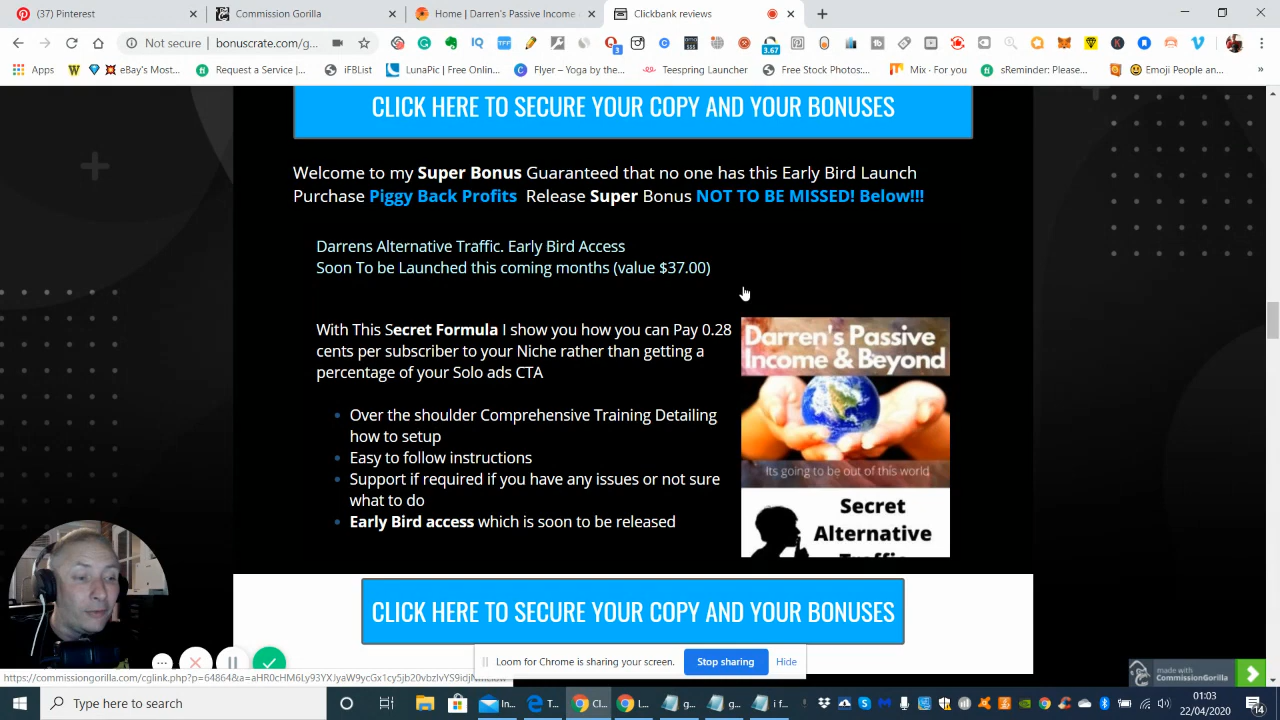 (37) Pinterest
Commission Gorilla
Home | Darren's Passive Income
Clickbank reviews
Not secure | bonuscrate.com/g...
3
3.67
Apps
eBay's Most...
Request a Service |...
iF8List
LunaPic | Free Onlin...
Flyer – Yoga by the...
Teespring Launcher
Free Stock Photos:...
Mix · For you
sReminder: Please...
Emoji People an...
CLICK HERE TO SECURE YOUR COPY AND YOUR BONUSES
Welcome to my Super Bonus Guaranteed that no one has this Early Bird Launch
Purchase Piggy Back Profits Release Super Bonus NOT TO BE MISSED! Below!!!
Darrens Alternative Traffic. Early Bird Access
Soon To be Launched this coming months (value $37.00)
With This Secret Formula I show you how you can Pay 0.28
cents per subscriber to your Niche rather than getting a
percentage of your Solo ads CTA
Over the shoulder Comprehensive Training Detailing
how to setup
Easy to follow instructions
Support if required if you have any issues or not sure
what to do
Early Bird access which is soon to be released
Darren's Passive
Income & Beyond
Its going to be out of this world
Secret
Alternative
Traffic
CLICK HERE TO SECURE YOUR COPY AND YOUR BONUSES
Loom for Chrome is sharing your screen.
Stop sharing
Hide
made with
CommissionGorilla
Type here to search
In
T...
Cl...
L...
g...
g...
i f...
01:03
22/04/2020
14